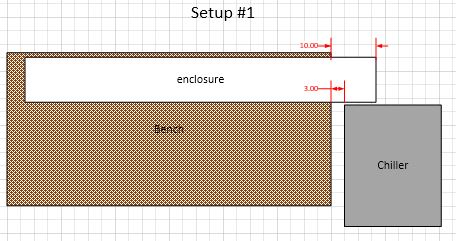 Setup #1
10.00
enclosure
3.00
Bench
Chiller